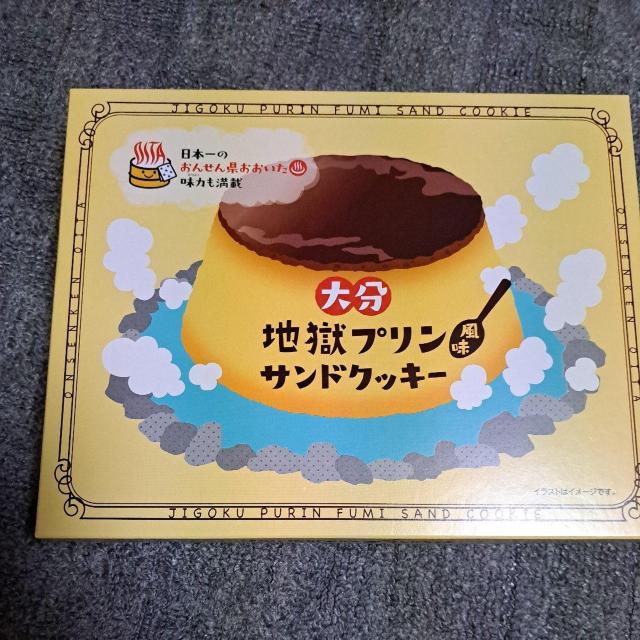 JIGOKU PURIN FUMI SAND COOKIE
OITA
日本一の
おんせん県おおいた♨
味力も満載
大分
地獄プリン風味
サンドクッキー
ONSENKEN OITA
ONSENKEN OITA
イラストはイメージです。
JIGOKU PURIN FUMI SAND COOKIE